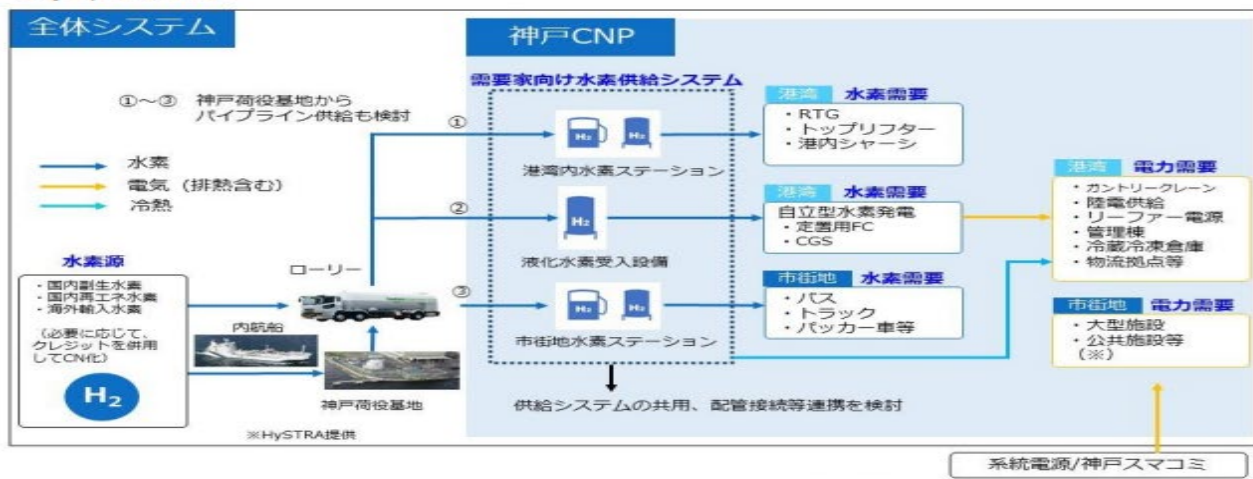 全体システム
神戸CNP
①~③ 神戸荷役基地から
パイプライン供給も検討
水素
電気（排熱含む）
冷熱
水素源
・国内副生水素
・国内再エネ水素
・海外輸入水素
（必要に応じて、
クレジットを併用
してCN化）
H₂
ローリー
内航船
神戸荷役基地
※HySTRA提供
需要家向け水素供給システム
①
H₂
H₂
港湾内水素ステーション
②
H₂
液化水素受入設備
③
H₂
H₂
市街地水素ステーション
供給システムの共用、配管接続等連携を検討
港湾 水素需要
・RTG
・トップリフター
・港内シャーシ
港湾 水素需要
自立型水素発電
・定置用FC
・CGS
市街地 水素需要
・バス
・トラック
・パッカー車等
港湾 電力需要
・ガントリークレーン
・陸電供給
・リーファー電源
・管理棟
・冷蔵冷凍倉庫
・物流拠点等
市街地 電力需要
・大型施設
・公共施設等
（※）
系統電源/神戸スマコミ